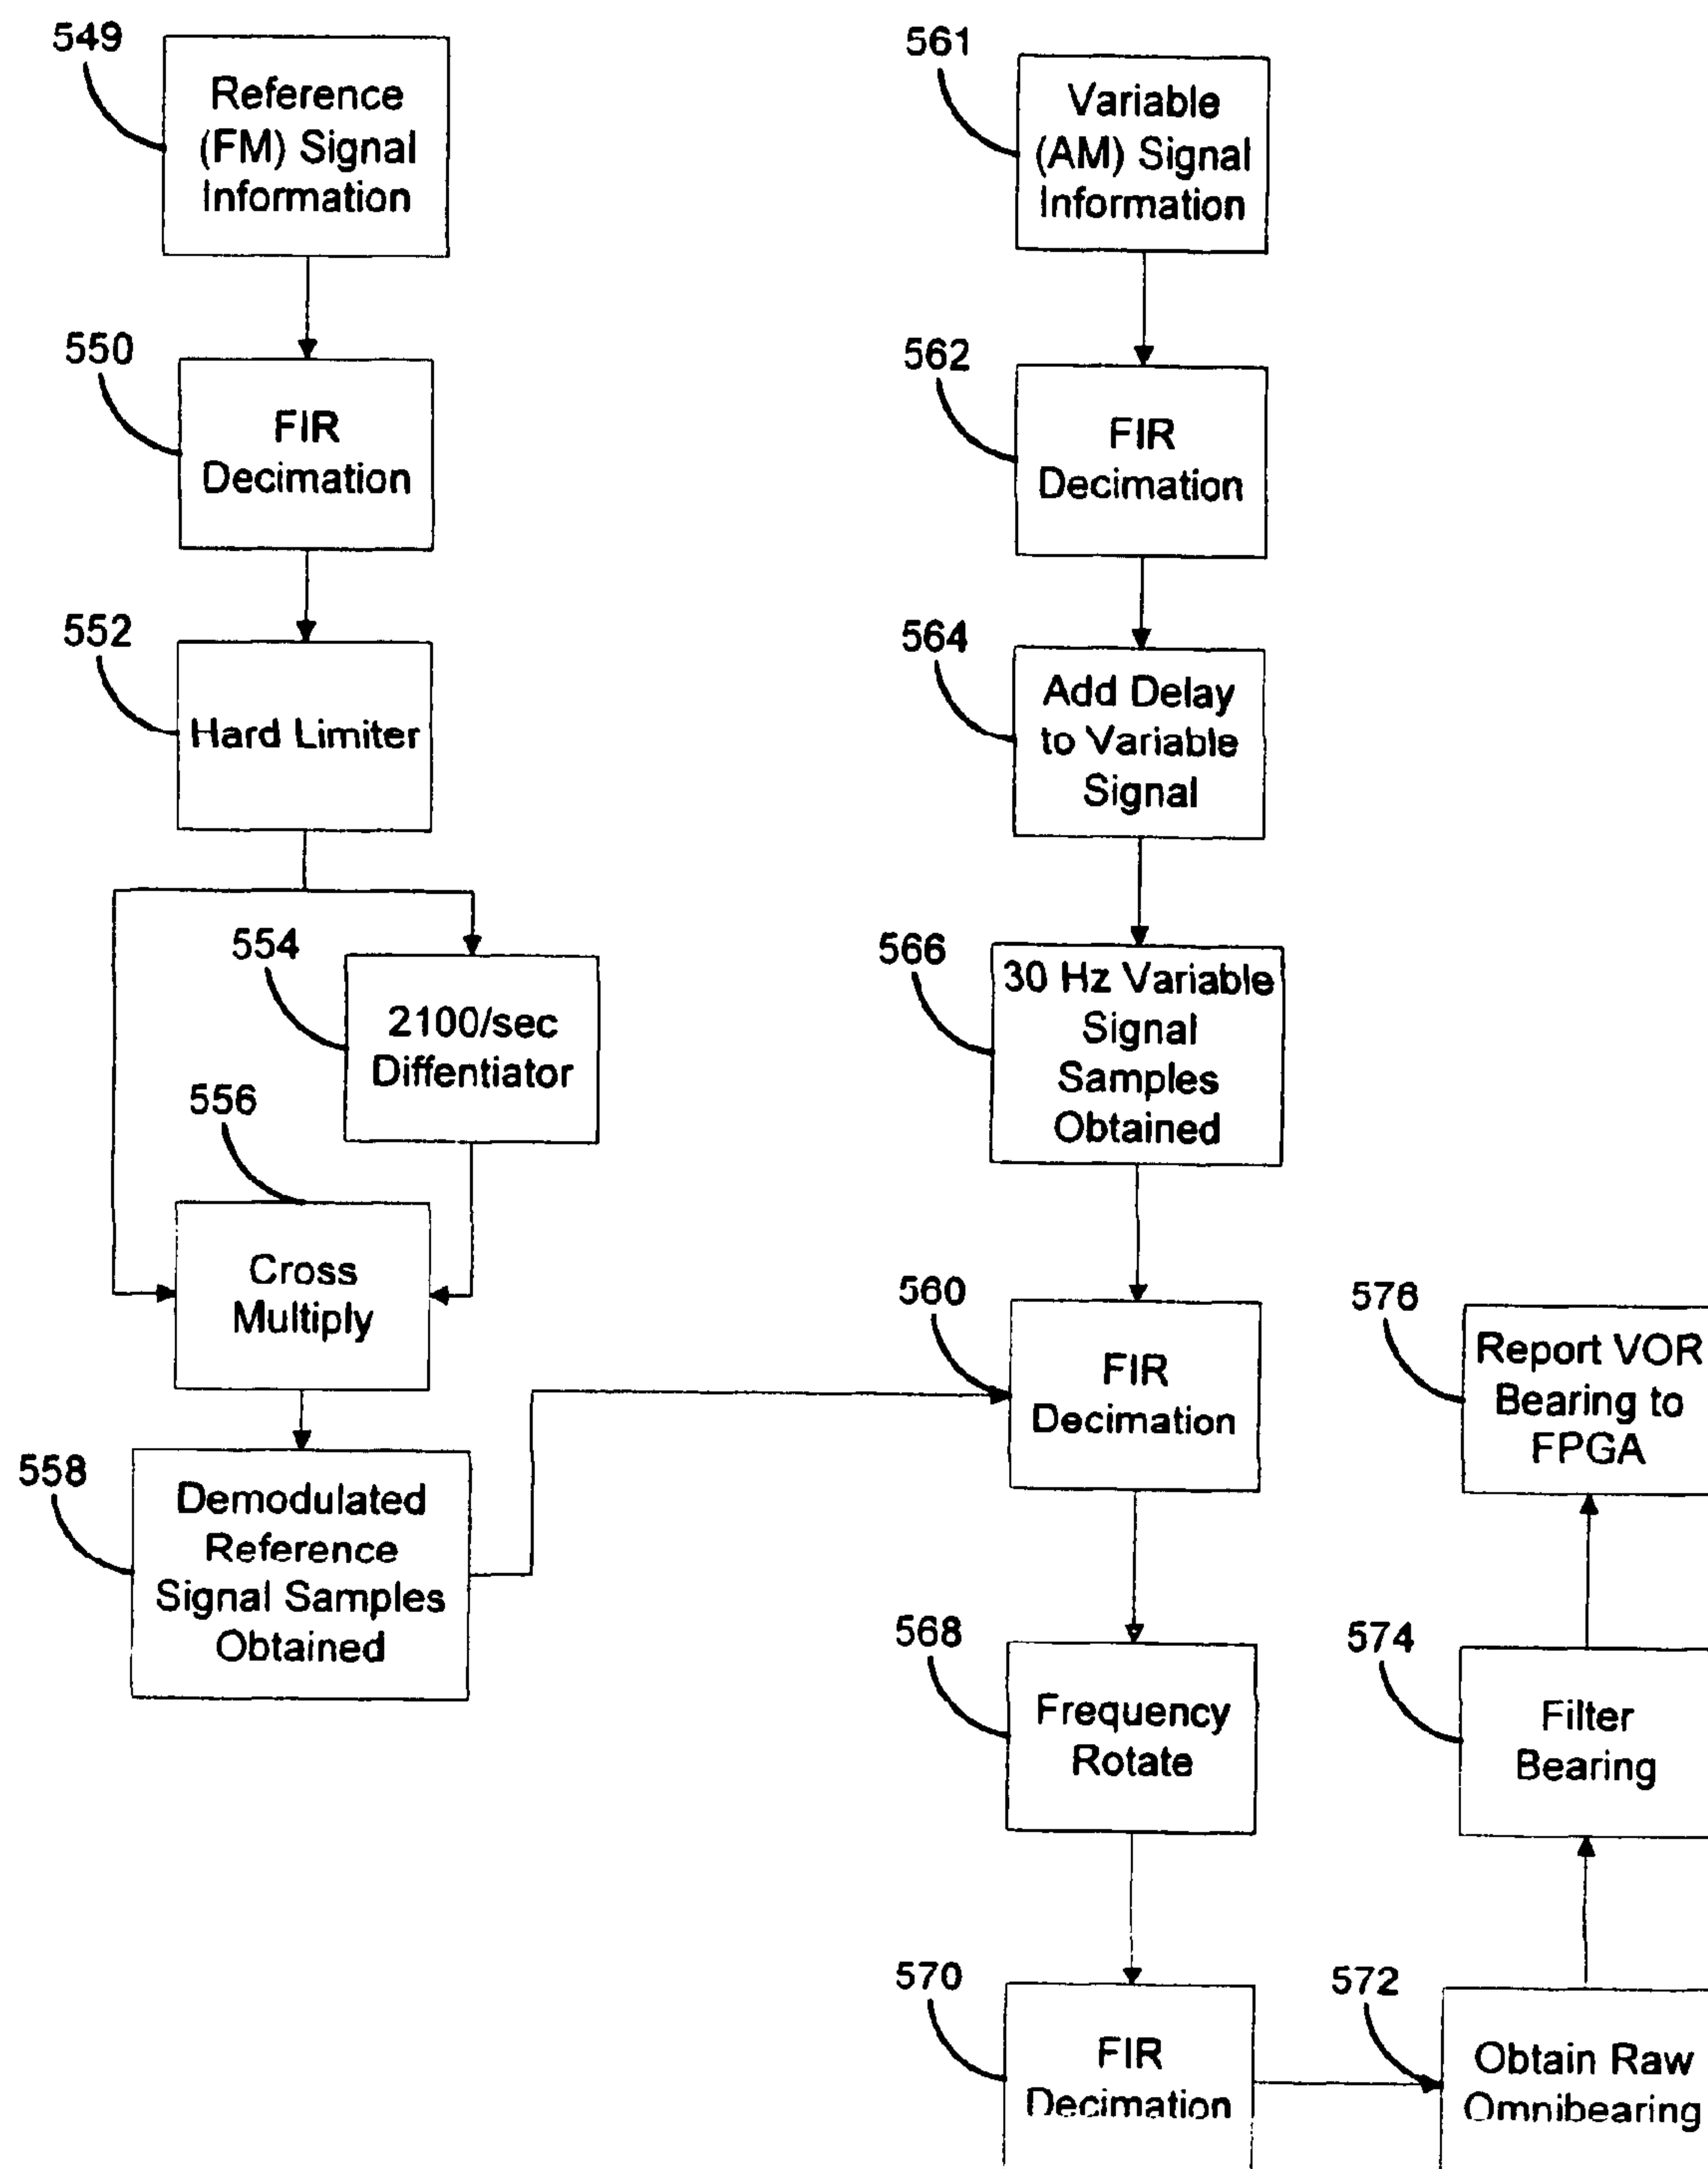 549
Reference
(FM) Signal
Information
550
FIR
Decimation
552
Hard Limiter
554
2100/sec
Diffentiator
556
Cross
Multiply
558
Demodulated
Reference
Signal Samples
Obtained
561
Variable
(AM) Signal
Information
562
FIR
Decimation
564
Add Delay
to Variable
Signal
566
30 Hz Variable
Signal
Samples
Obtained
560
FIR
Decimation
568
Frequency
Rotate
570
FIR
Decimation
572
Obtain Raw
Omnibearing
574
Filter
Bearing
576
Report VOR
Bearing to
FPGA